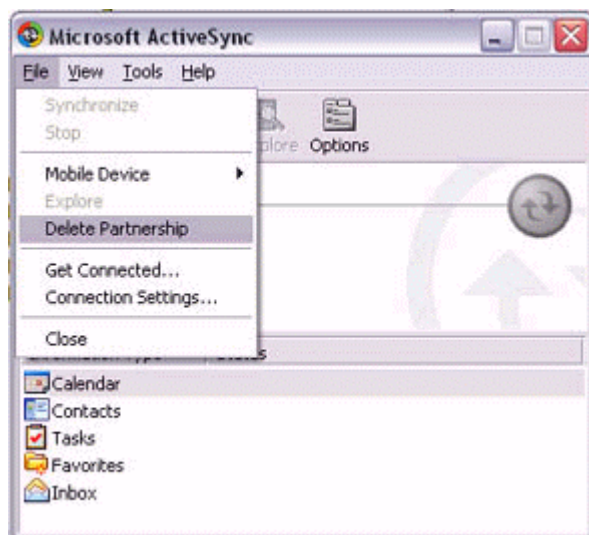 Microsoft ActiveSync
File View Tools Help
Synchronize
Stop
Options
Mobile Device
Explore
Delete Partnership
Get Connected...
Connection Settings...
Close
Calendar
Contacts
Tasks
Favorites
Inbox